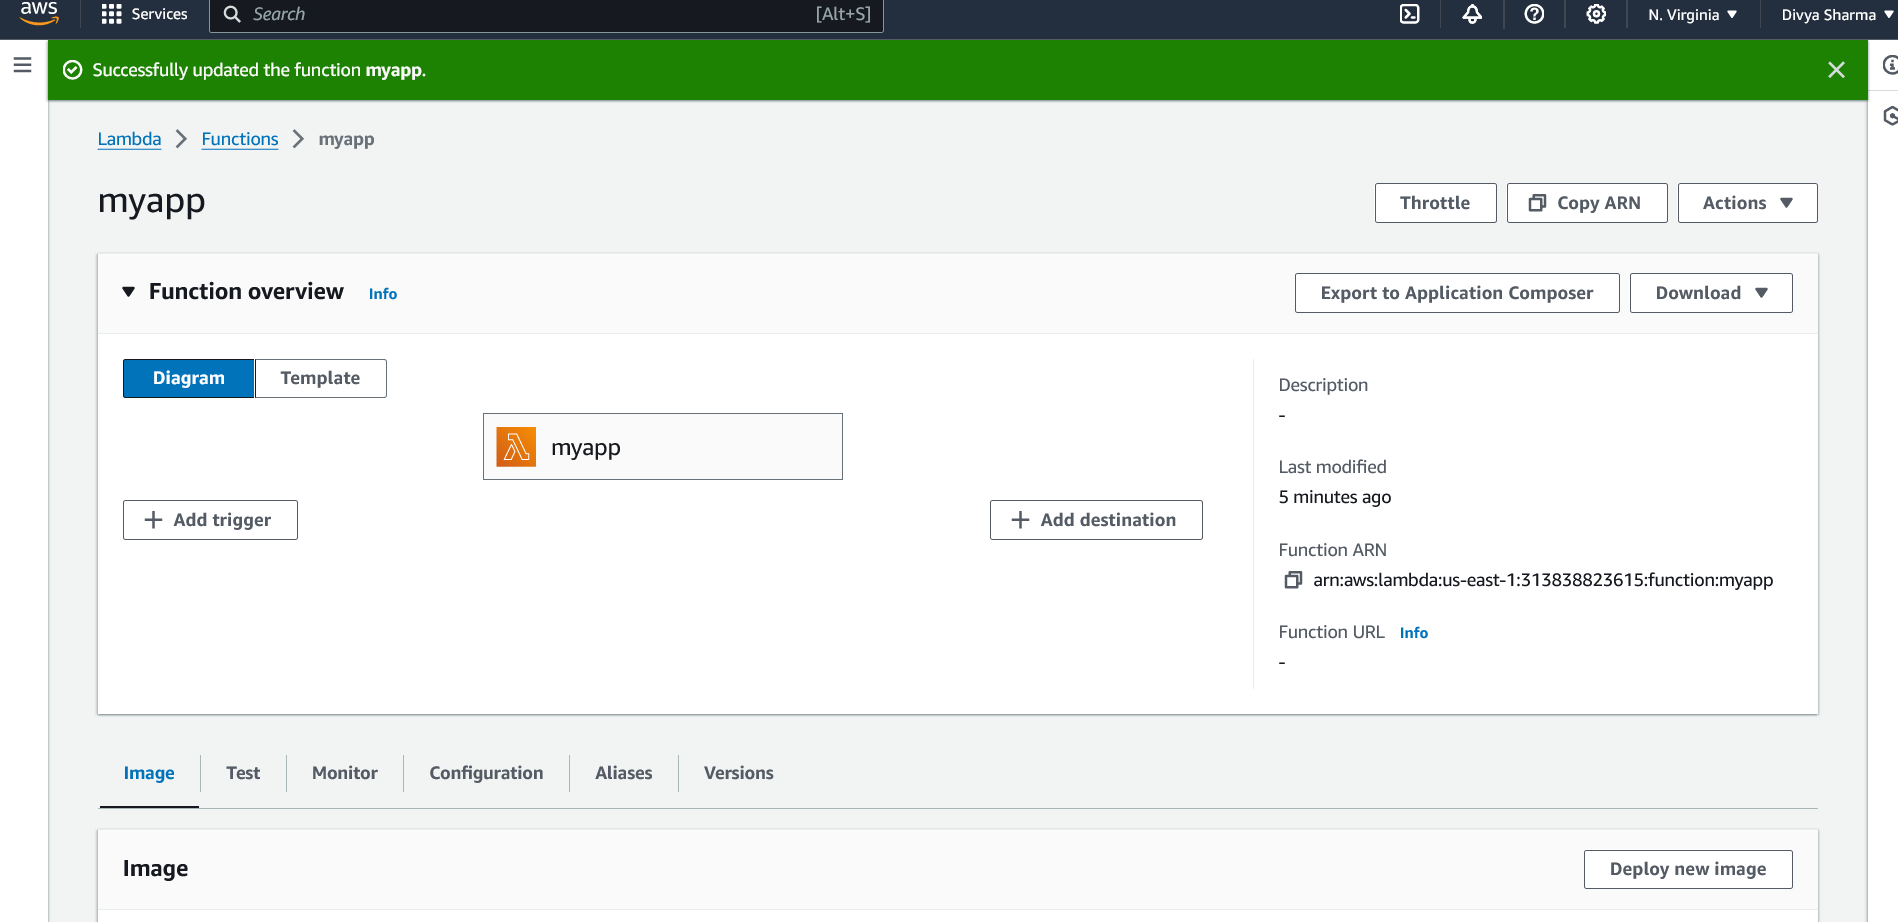 aws Services Search [Alt+S] N. Virginia Divya Sharma
Successfully updated the function myapp.
Lambda Functions myapp
myapp
Throttle Copy ARN Actions
Function overview Info Export to Application Composer Download
Diagram Template
myapp
Add trigger Add destination
Description
-
Last modified
5 minutes ago
Function ARN
arn:aws:lambda:us-east-1:313838823615:function:myapp
Function URL Info
-
Image Test Monitor Configuration Aliases Versions
Image Deploy new image